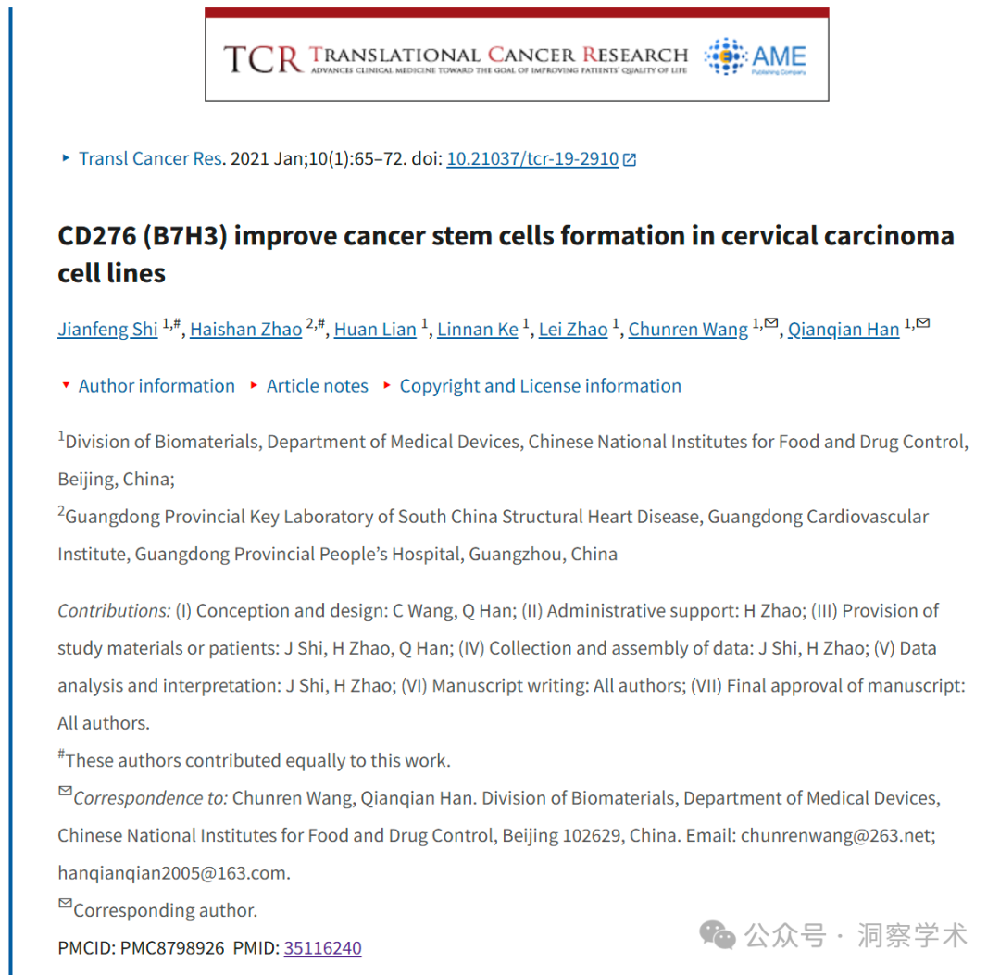 TCR TRANSLATIONAL CANCER RESEARCH
ADVANCES CLINICAL MEDICINE TOWARD THE GOAL OF IMPROVING PATIENTS' QUALITY OF LIFE
AME
Publishing Company
Transl Cancer Res. 2021 Jan;10(1):65–72. doi: 10.21037/tcr-19-2910
CD276 (B7H3) improve cancer stem cells formation in cervical carcinoma
cell lines
Jianfeng Shi 1,#, Haishan Zhao 2,#, Huan Lian 1, Linnan Ke 1, Lei Zhao 1, Chunren Wang 1,✉, Qianqian Han 1,✉
Author information Article notes Copyright and License information
1Division of Biomaterials, Department of Medical Devices, Chinese National Institutes for Food and Drug Control,
Beijing, China;
2Guangdong Provincial Key Laboratory of South China Structural Heart Disease, Guangdong Cardiovascular
Institute, Guangdong Provincial People's Hospital, Guangzhou, China
Contributions: (I) Conception and design: C Wang, Q Han; (II) Administrative support: H Zhao; (III) Provision of
study materials or patients: J Shi, H Zhao, Q Han; (IV) Collection and assembly of data: J Shi, H Zhao; (V) Data
analysis and interpretation: J Shi, H Zhao; (VI) Manuscript writing: All authors; (VII) Final approval of manuscript:
All authors.
#These authors contributed equally to this work.
✉Correspondence to: Chunren Wang, Qianqian Han. Division of Biomaterials, Department of Medical Devices,
Chinese National Institutes for Food and Drug Control, Beijing 102629, China. Email: chunrenwang@263.net;
hanqianqian2005@163.com.
✉Corresponding author.
PMCID: PMC8798926 PMID: 35116240
公众号 · 洞察学术